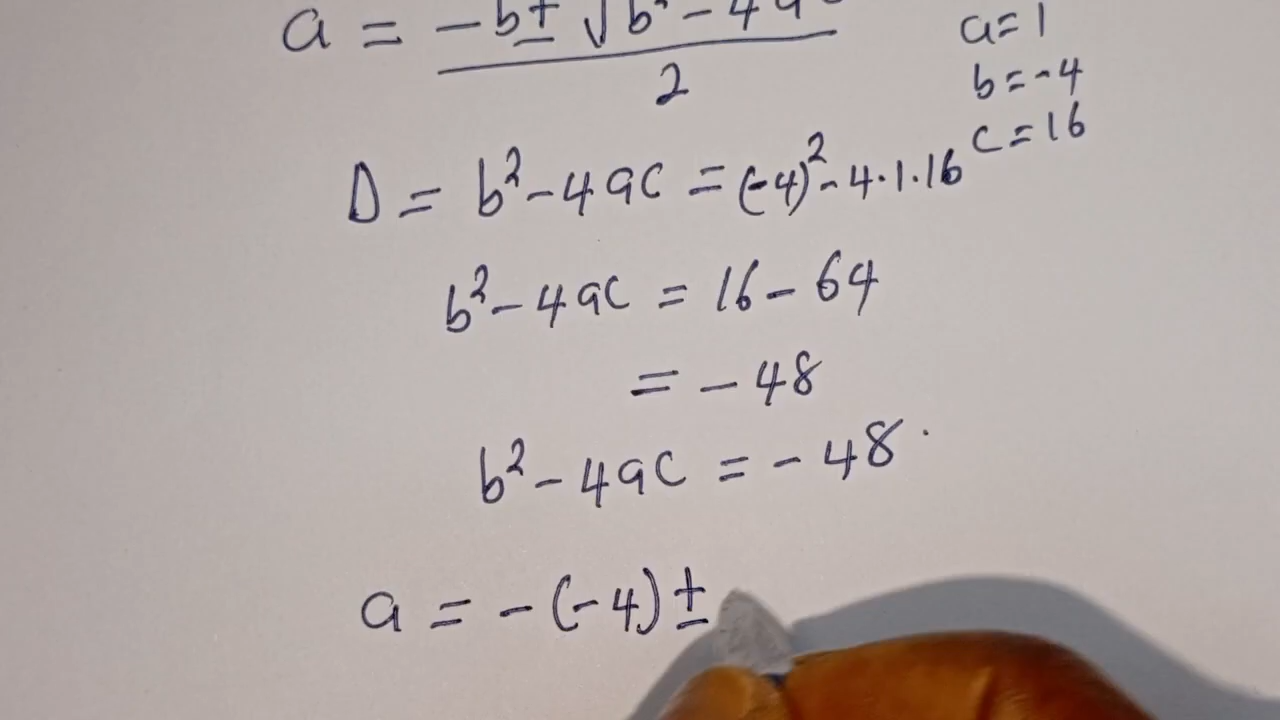 a = -b ± √b² - 4a
2
a=1
b=-4
c=16
D = b² - 4ac = (-4)² - 4·1·16
b² - 4ac = 16 - 64
= -48
b² - 4ac = -48.
a = -(-4) ±